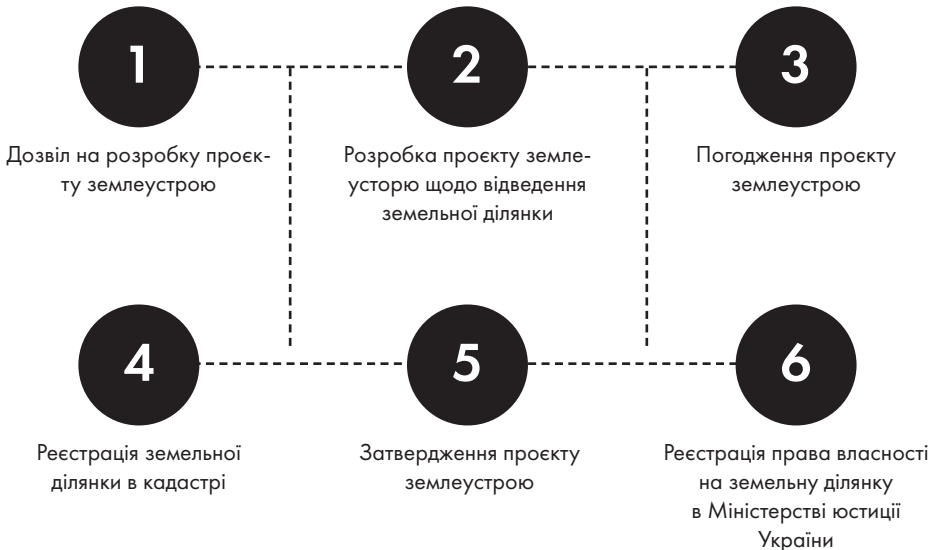 1
Дозвіл на розробку проєк-
ту землеустрою
2
Розробка проєкту земле-
усторю щодо відведення
земельної ділянки
3
Погодження проєкту
землеустрою
4
Реєстрація земельної
ділянки в кадастрі
5
Затвердження проєкту
землеустрою
6
Реєстрація права власності
на земельну ділянку
в Міністерстві юстиції
України